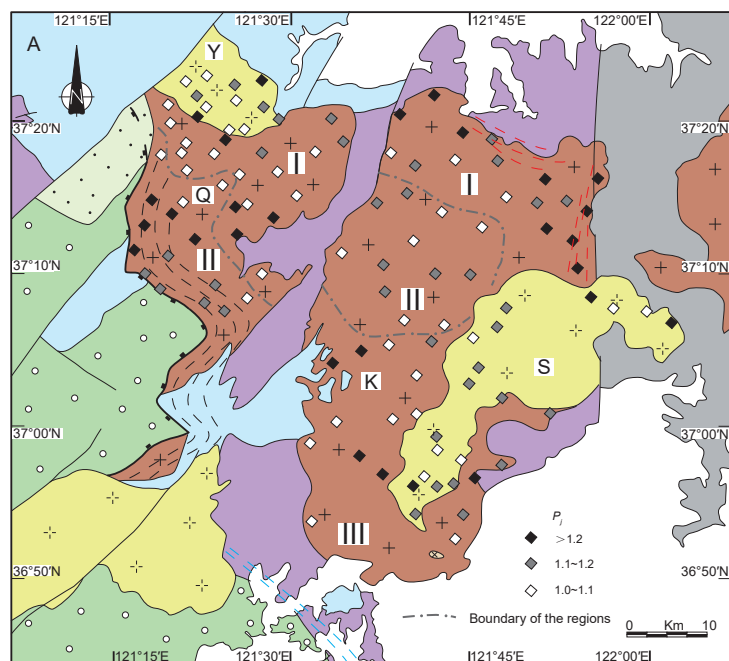 121°15′E 121°30′E 121°45′E 122°00′E
A
N
Y
37°20′N 37°20′N
I
I
Q
II
37°10′N 37°10′N
II
S
K
37°00′N 37°00′N
III
Pj
>1.2
1.1~1.2
1.0~1.1
36°50′N 36°50′N
Boundary of the regions
0 Km 10
121°15′E 121°30′E 121°45′E 122°00′E